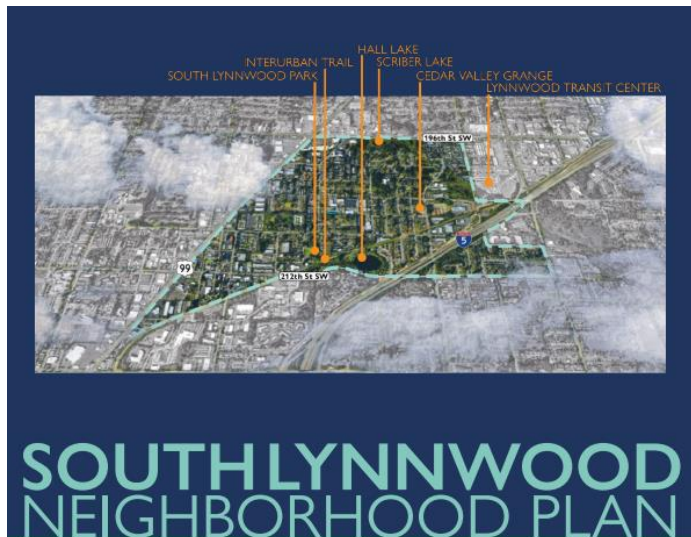 HALL LAKE
INTERURBAN TRAIL
SCRIBER LAKE
SOUTH LYNNWOOD PARK
CEDAR VALLEY GRANGE
LYNNWOOD TRANSIT CENTER
196th St SW
5
99
212th St SW
SOUTH LYNNWOOD
NEIGHBORHOOD PLAN